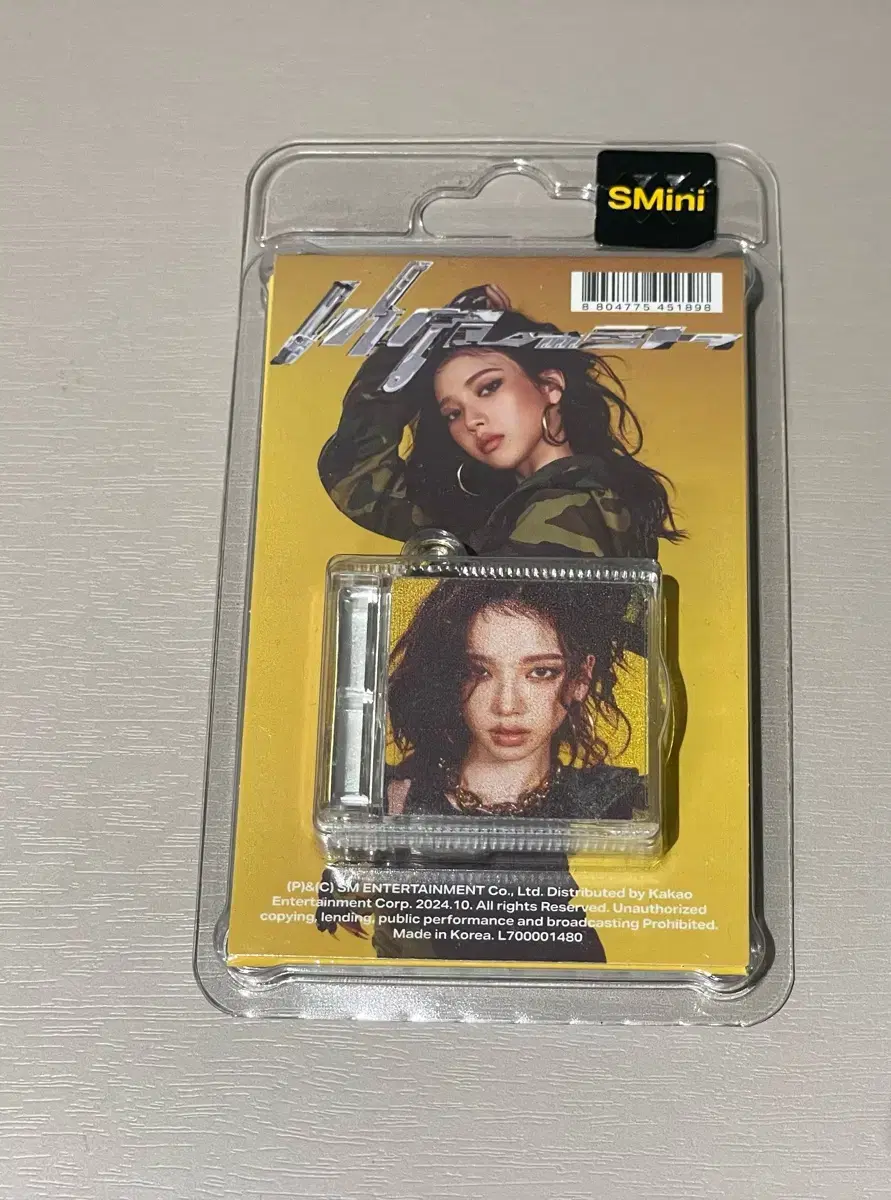 SMini
8 804775 451898
Whiplash
(P)&(C) SM ENTERTAINMENT Co., Ltd. Distributed by Kakao
Entertainment Corp. 2024.10. All rights Reserved. Unauthorized
copying, lending, public performance and broadcasting Prohibited.
Made in Korea. L700001480